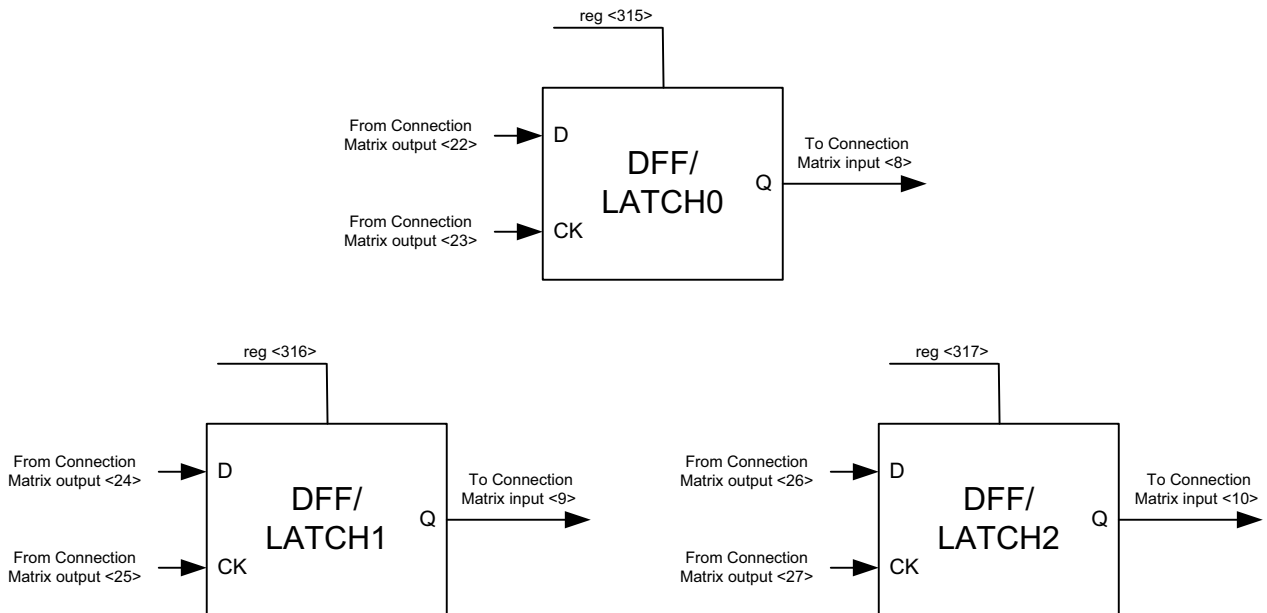 reg <315>
From Connection
Matrix output <22>
D
DFF/
LATCH0
Q
To Connection
Matrix input <8>
From Connection
Matrix output <23>
CK
reg <316>
From Connection
Matrix output <24>
D
DFF/
LATCH1
Q
To Connection
Matrix input <9>
From Connection
Matrix output <25>
CK
reg <317>
From Connection
Matrix output <26>
D
DFF/
LATCH2
Q
To Connection
Matrix input <10>
From Connection
Matrix output <27>
CK